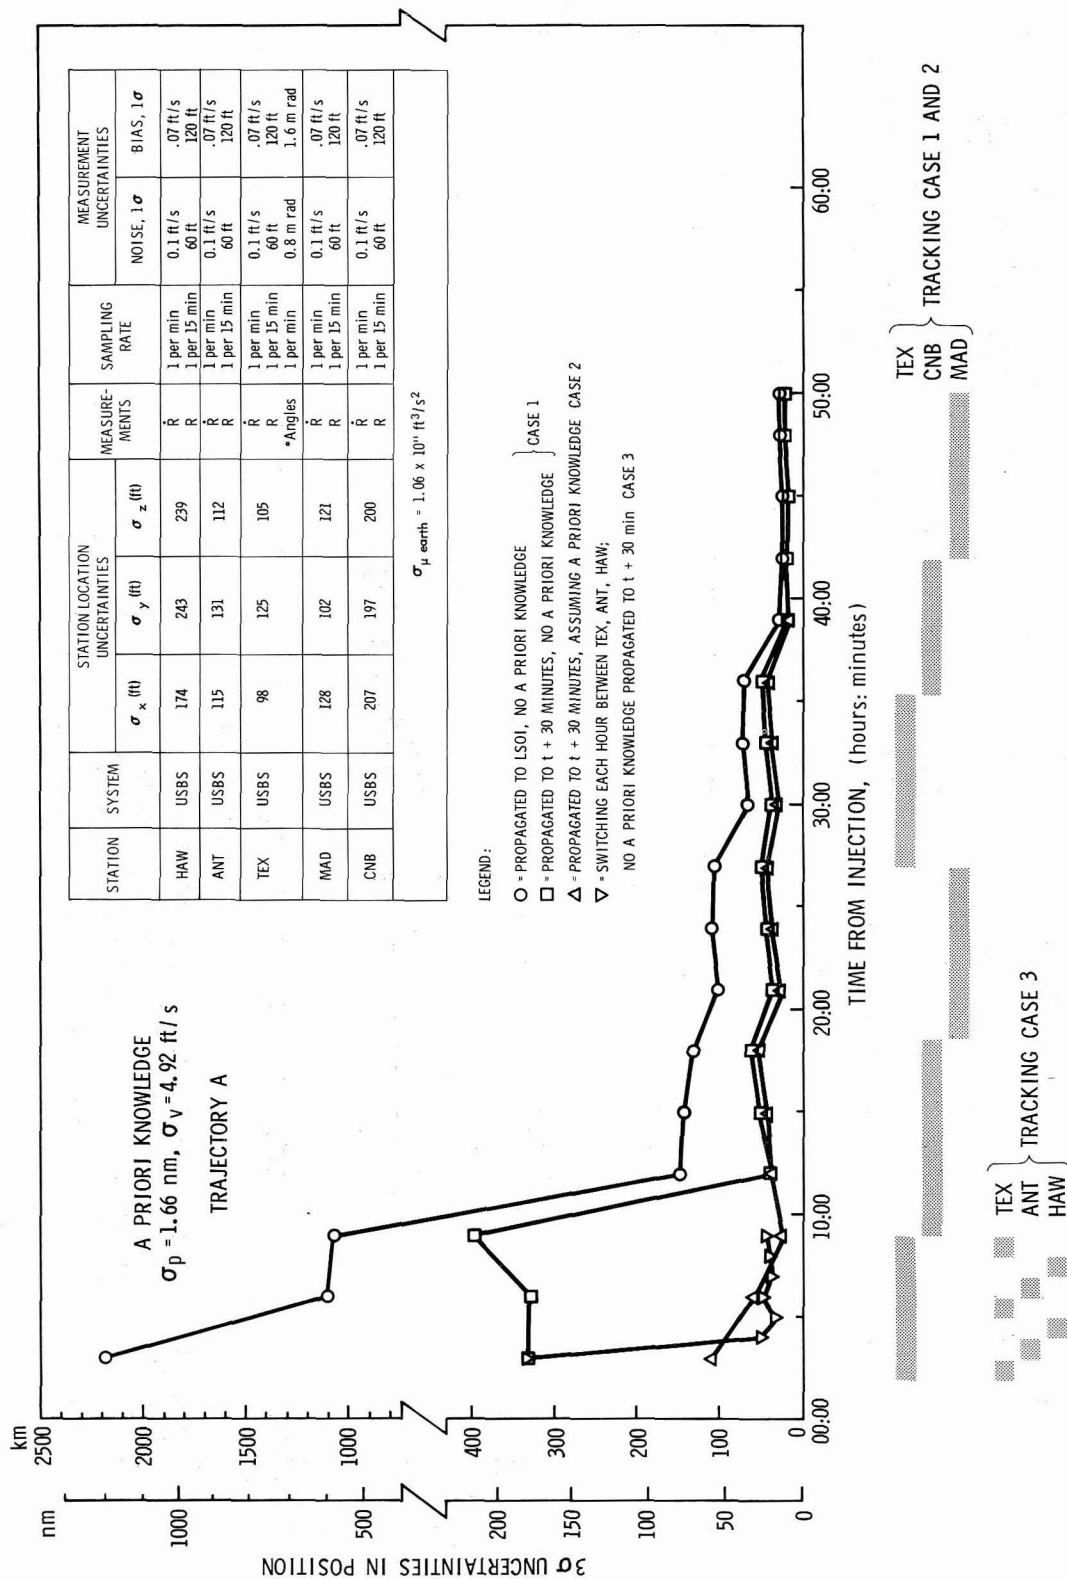 A PRIORI KNOWLEDGE
σp = 1.66 nm, σv = 4.92 ft/s
TRAJECTORY A
STATION SYSTEM STATION LOCATION UNCERTAINTIES MEASURE-MENTS SAMPLING RATE MEASUREMENT UNCERTAINTIES
σx (ft) σy (ft) σz (ft) NOISE, 1σ BIAS, 1σ
HAW USBS 174 243 239 Ṙ 1 per min 0.1 ft/s .07 ft/s
R 1 per 15 min 60 ft 120 ft
ANT USBS 115 131 112 Ṙ 1 per min 0.1 ft/s .07 ft/s
R 1 per 15 min 60 ft 120 ft
TEX USBS 98 125 105 Ṙ 1 per min 0.1 ft/s .07 ft/s
R 1 per 15 min 60 ft 120 ft
*Angles 1 per min 0.8 m rad 1.6 m rad
MAD USBS 128 102 121 Ṙ 1 per min 0.1 ft/s .07 ft/s
R 1 per 15 min 60 ft 120 ft
CNB USBS 207 197 200 Ṙ 1 per min 0.1 ft/s .07 ft/s
R 1 per 15 min 60 ft 120 ft
σμ earth = 1.06 x 10" ft³/s²
LEGEND:
○ = PROPAGATED TO LSOI, NO A PRIORI KNOWLEDGE
□ = PROPAGATED TO t + 30 MINUTES, NO A PRIORI KNOWLEDGE
} CASE 1
△ = PROPAGATED TO t + 30 MINUTES, ASSUMING A PRIORI KNOWLEDGE CASE 2
▽ = SWITCHING EACH HOUR BETWEEN TEX, ANT, HAW;
NO A PRIORI KNOWLEDGE PROPAGATED TO t + 30 min CASE 3
3σ UNCERTAINTIES IN POSITION
nm
1000
500
200
150
100
50
0
km
2500
2000
1500
1000
400
300
200
100
0
00:00 10:00 20:00 30:00 40:00 50:00 60:00
TIME FROM INJECTION, (hours: minutes)
TEX
CNB
MAD
TRACKING CASE 1 AND 2
TEX
ANT
HAW
TRACKING CASE 3